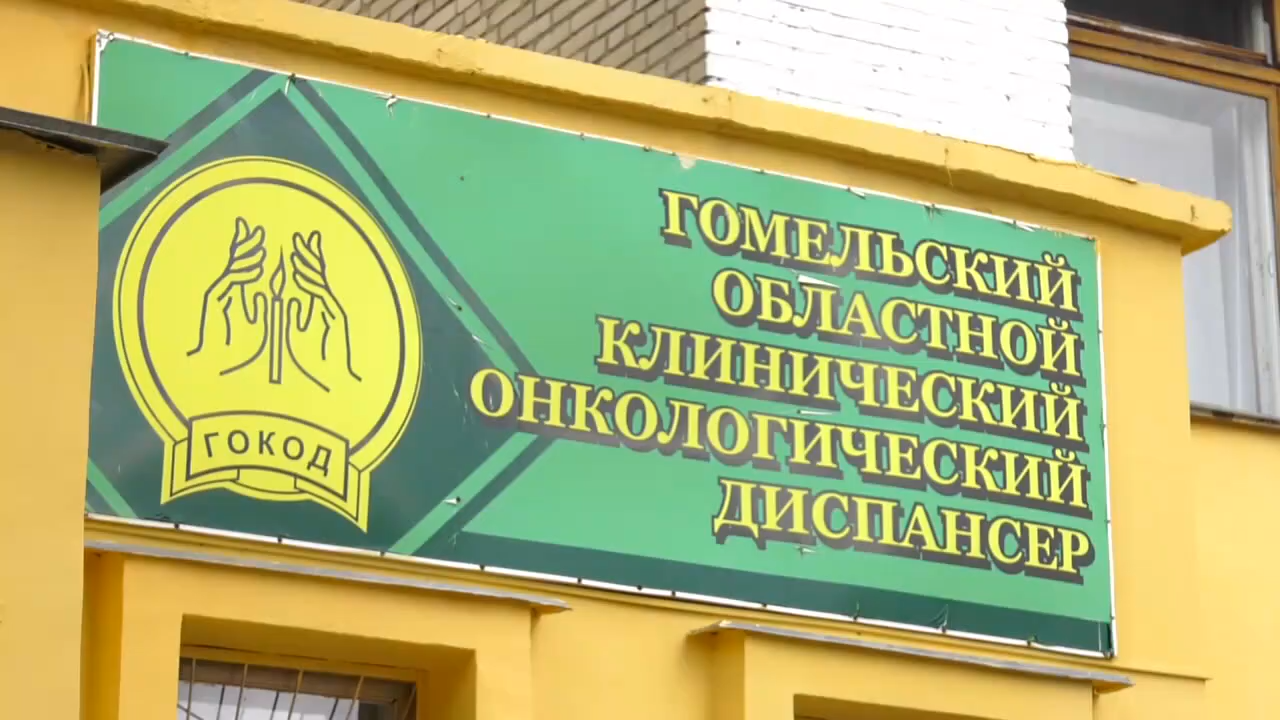 ГОМЕЛЬСКИЙ
ОБЛАСТНОЙ
КЛИНИЧЕСКИЙ
ОНКОЛОГИЧЕСКИЙ
ДИСПАНСЕР
ГОКОД